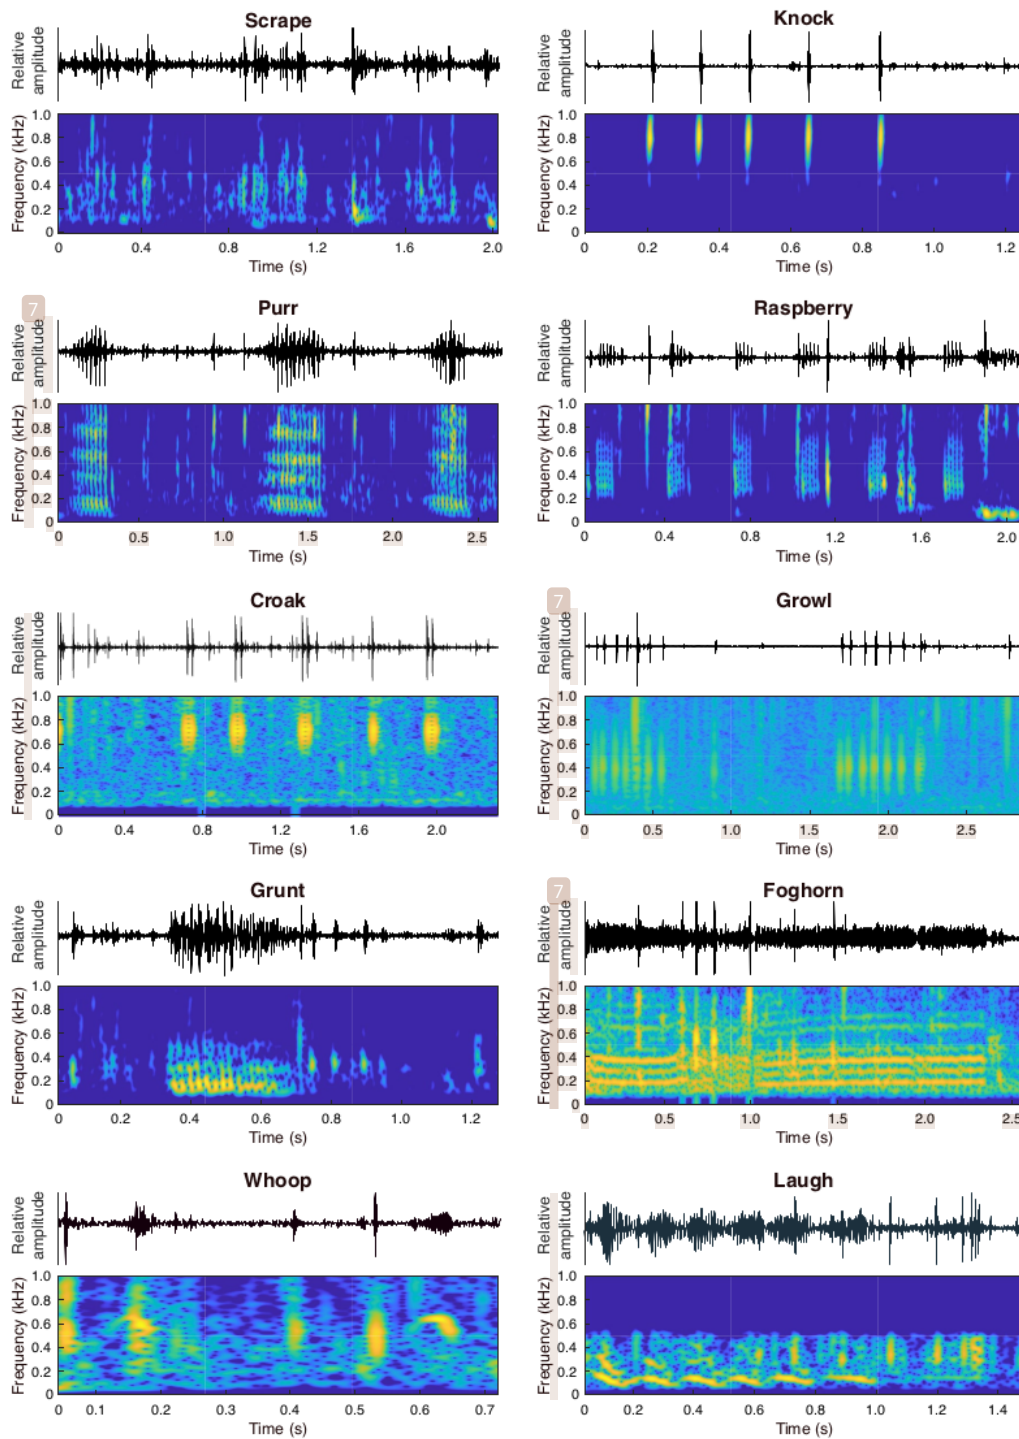 Scrape
Relative
amplitude
Frequency (kHz)
1.0
0.8
0.6
0.4
0.2
0
0 0.4 0.8 1.2 1.6 2.0
Time (s)
Knock
Relative
amplitude
Frequency (kHz)
1.0
0.8
0.6
0.4
0.2
0
0 0.2 0.4 0.6 0.8 1.0 1.2
Time (s)
7
Purr
Relative
amplitude
Frequency (kHz)
1.0
0.8
0.6
0.4
0.2
0
0 0.5 1.0 1.5 2.0 2.5
Time (s)
Raspberry
Relative
amplitude
Frequency (kHz)
1.0
0.8
0.6
0.4
0.2
0
0 0.4 0.8 1.2 1.6 2.0
Time (s)
Croak
Relative
amplitude
Frequency (kHz)
1.0
0.8
0.6
0.4
0.2
0
0 0.4 0.8 1.2 1.6 2.0
Time (s)
7
Growl
Relative
amplitude
Frequency (kHz)
1.0
0.8
0.6
0.4
0.2
0
0 0.5 1.0 1.5 2.0 2.5
Time (s)
Grunt
Relative
amplitude
Frequency (kHz)
1.0
0.8
0.6
0.4
0.2
0
0 0.2 0.4 0.6 0.8 1.0 1.2
Time (s)
7
Foghorn
Relative
amplitude
Frequency (kHz)
1.0
0.8
0.6
0.4
0.2
0
0 0.5 1.0 1.5 2.0 2.5
Time (s)
Whoop
Relative
amplitude
Frequency (kHz)
1.0
0.8
0.6
0.4
0.2
0
0 0.1 0.2 0.3 0.4 0.5 0.6 0.7
Time (s)
Laugh
Relative
amplitude
Frequency (kHz)
1.0
0.8
0.6
0.4
0.2
0
0 0.2 0.4 0.6 0.8 1.0 1.2 1.4
Time (s)